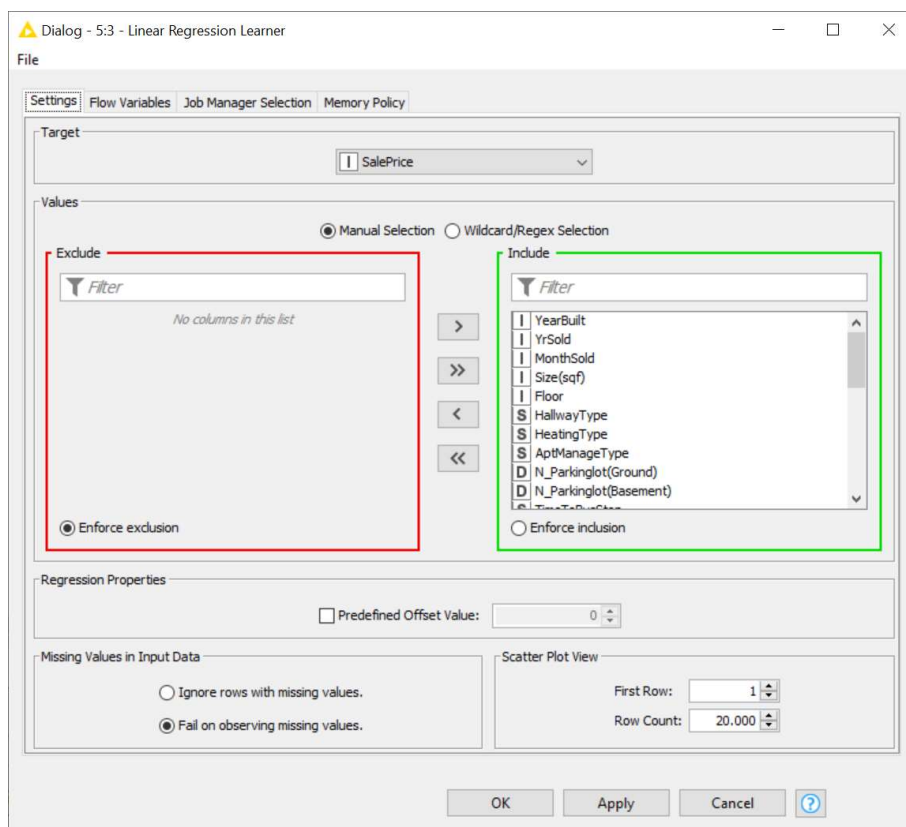 Dialog - 5:3 - Linear Regression Learner
File
Settings Flow Variables Job Manager Selection Memory Policy
Target
I SalePrice
Values
Manual Selection Wildcard/Regex Selection
Exclude
Filter
No columns in this list
Enforce exclusion
>
>>
<
<<
Include
Filter
I YearBuilt
I YrSold
I MonthSold
I Size(sqf)
I Floor
S HallwayType
S HeatingType
S AptManageType
D N_Parkinglot(Ground)
D N_Parkinglot(Basement)
S TimeToBusStop
Enforce inclusion
Regression Properties
Predefined Offset Value: 0
Missing Values in Input Data
Ignore rows with missing values.
Fail on observing missing values.
Scatter Plot View
First Row: 1
Row Count: 20.000
OK Apply Cancel ?